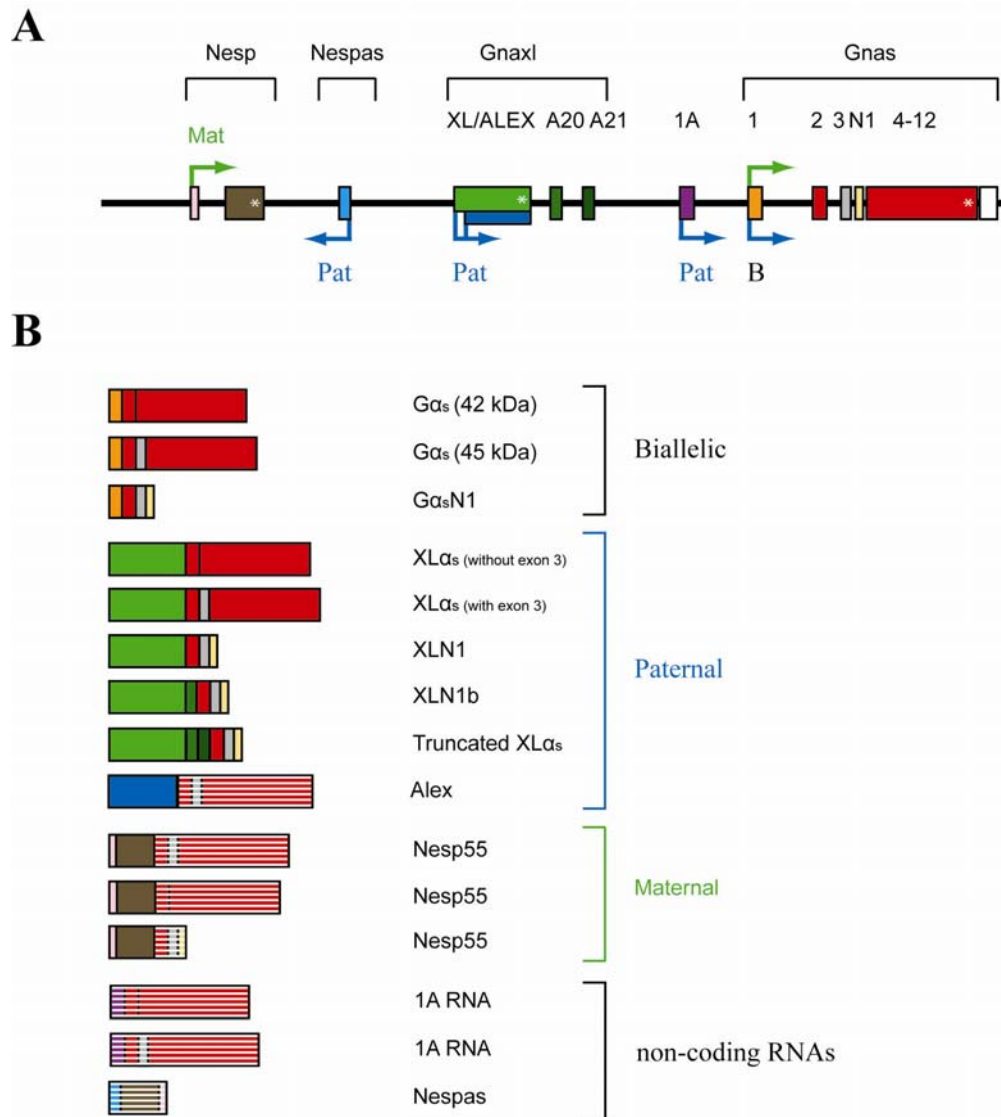 A
Nesp Nespas Gnaxl Gnas
XL/ALEX A20 A21 1A 1 2 3 N1 4-12
Mat
* * *
Pat Pat Pat B
B
Gαs (42 kDa)
Gαs (45 kDa)
GαsN1
Biallelic
XLαs (without exon 3)
XLαs (with exon 3)
XLN1
XLN1b
Truncated XLαs
Alex
Paternal
Nesp55
Nesp55
Nesp55
Maternal
1A RNA
1A RNA
Nespas
non-coding RNAs